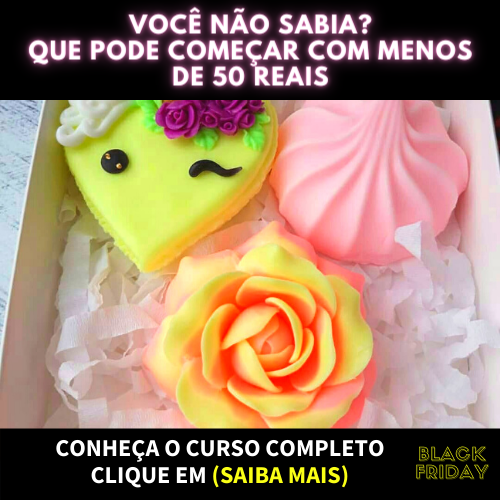 VOCÊ NÃO SABIA?
QUE PODE COMEÇAR COM MENOS
DE 50 REAIS
CONHEÇA O CURSO COMPLETO
CLIQUE EM (SAIBA MAIS)
BLACK
FRIDAY